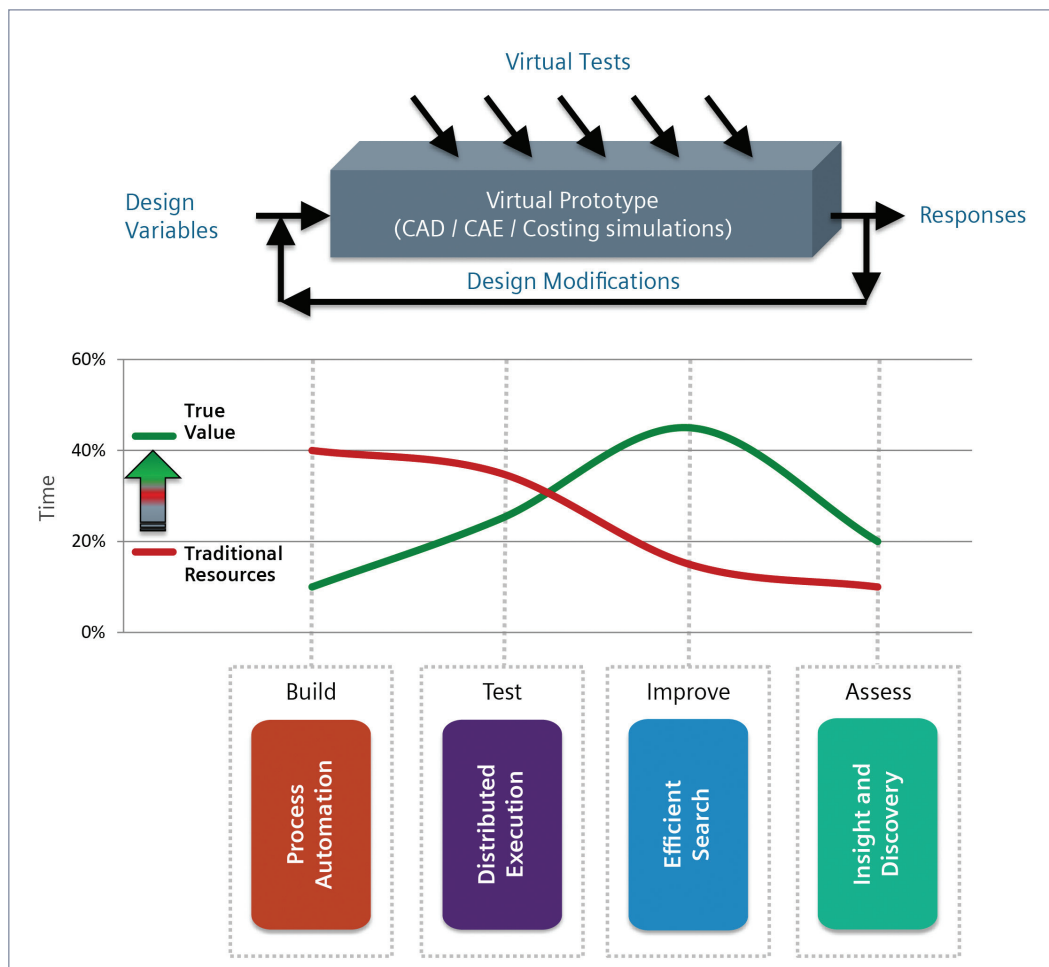 Virtual Tests
Design
Variables
Virtual Prototype
(CAD / CAE / Costing simulations)
Responses
Design Modifications
60%
40%
20%
0%
Time
True
Value
Traditional
Resources
Build
Test
Improve
Assess
Process
Automation
Distributed
Execution
Efficient
Search
Insight and
Discovery